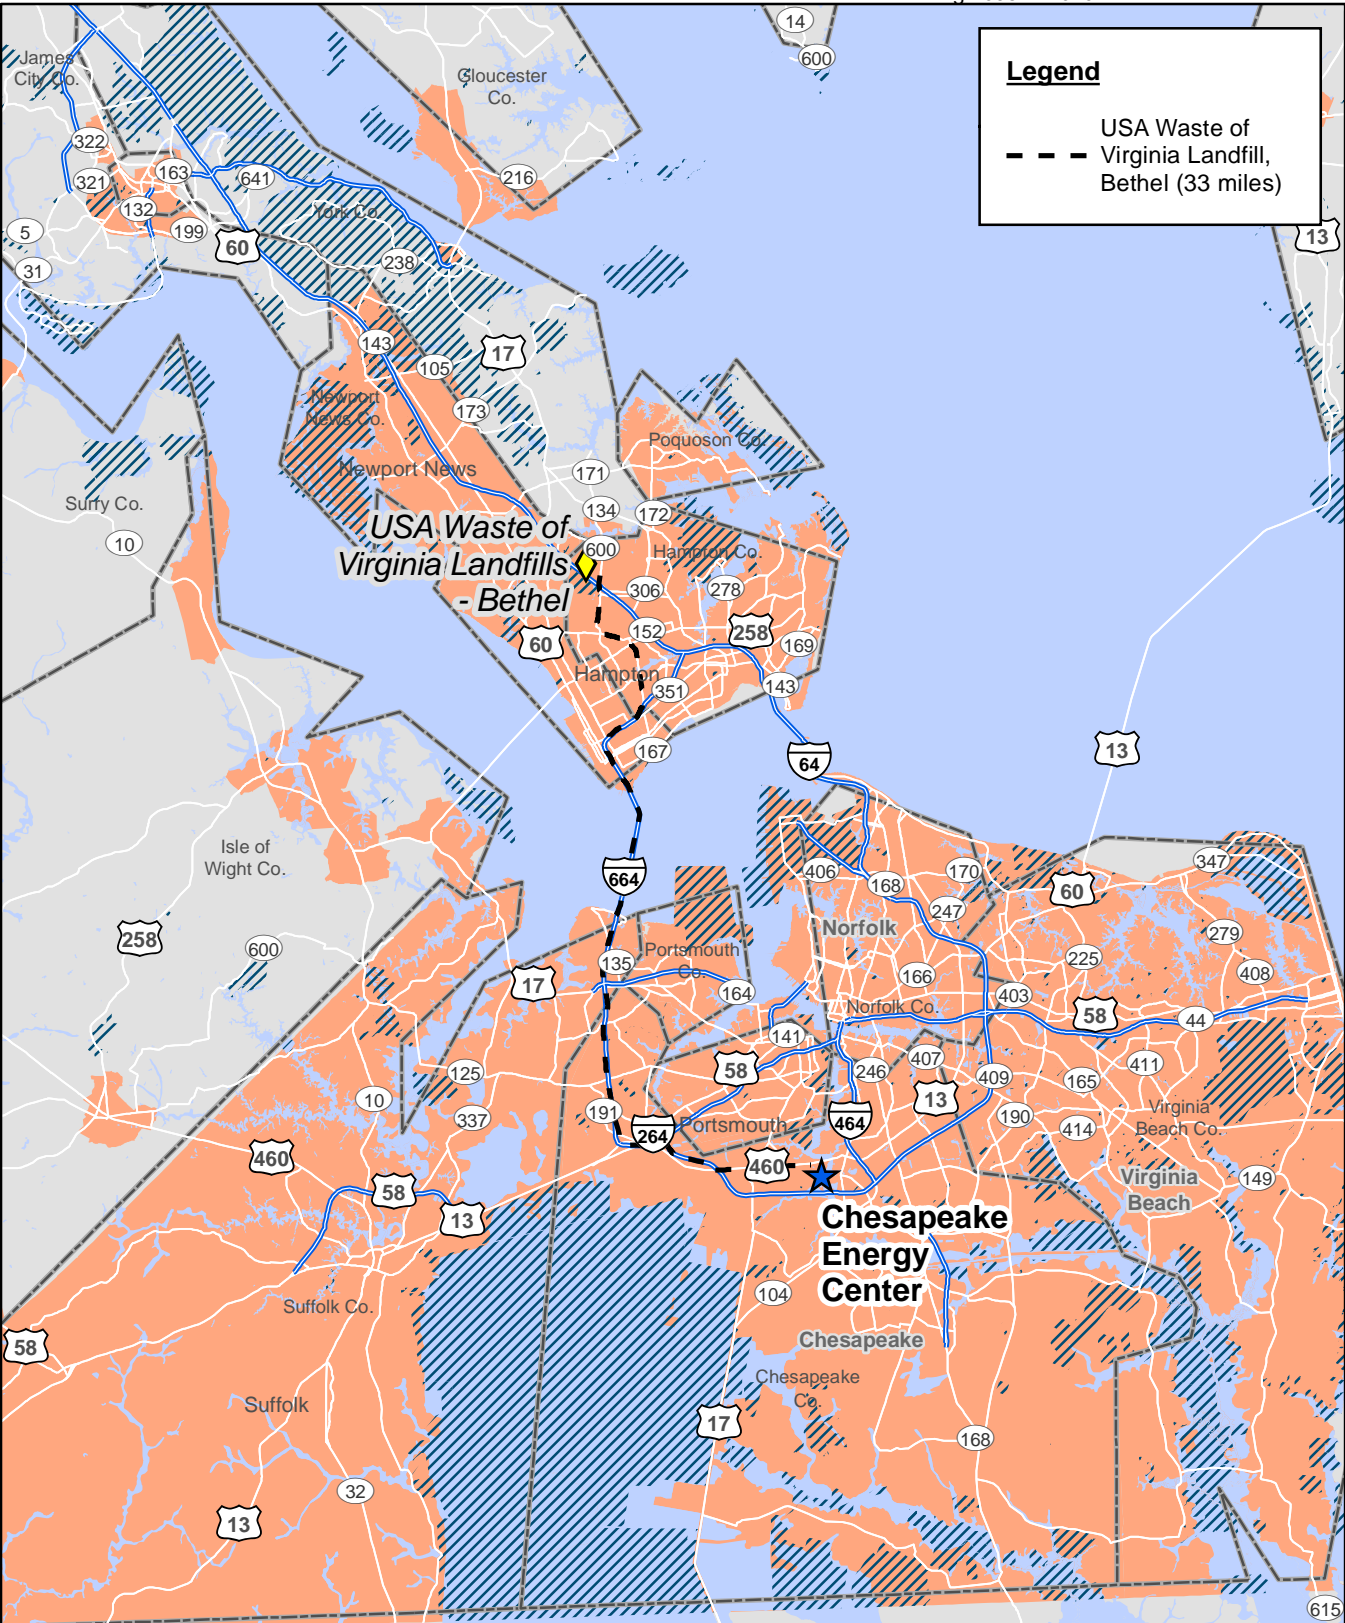 14
600
Legend
USA Waste of
Virginia Landfill,
Bethel (33 miles)
James
City Co.
Gloucester
Co.
322
321
163
641
216
132
York Co.
199
5
60
13
31
238
143
17
105
Newport
News Co.
173
Poquoson Co.
Newport News
171
Surry Co.
134
172
USA Waste of
Virginia Landfills
- Bethel
10
600
Hampton Co.
306
278
152
258
60
169
Hampton
351
143
167
64
13
Isle of
Wight Co.
664
406
168
170
347
60
258
600
Norfolk
247
279
Portsmouth
Co.
135
225
408
17
164
166
403
Norfolk Co.
58
44
141
58
407
411
125
246
409
165
10
337
191
13
190
Virginia
Beach Co.
264
Portsmouth
464
414
460
460
Virginia
Beach
149
58
13
Chesapeake
Energy
Center
104
Suffolk Co.
58
Chesapeake
Chesapeake
Co.
Suffolk
17
168
32
13
615